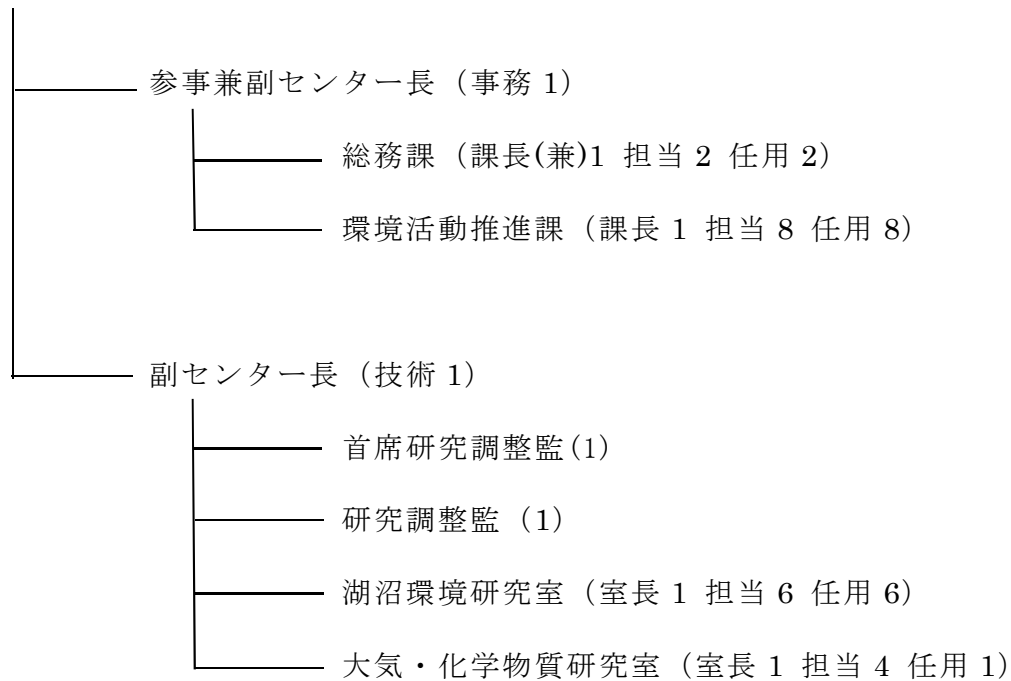 参事兼副センター長（事務 1）
総務課（課長(兼)1 担当 2 任用 2）
環境活動推進課（課長 1 担当 8 任用 8）
副センター長（技術 1）
首席研究調整監(1)
研究調整監（1）
湖沼環境研究室（室長 1 担当 6 任用 6）
大気・化学物質研究室（室長 1 担当 4 任用 1）